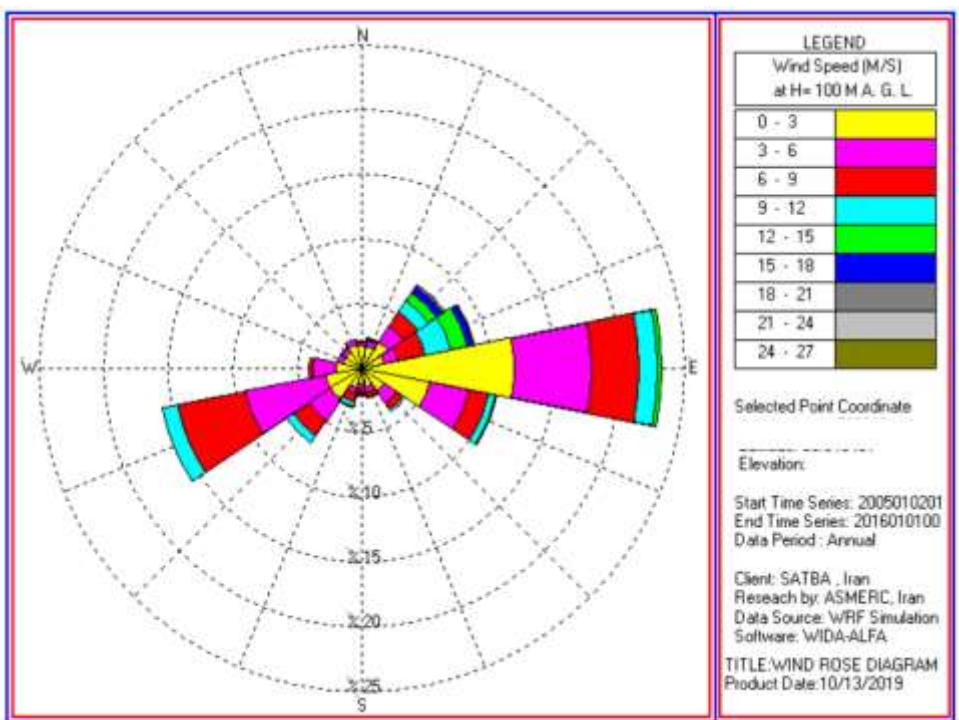 N
W
E
%5
%10
%15
%20
%25
S
LEGEND
Wind Speed (M/S)
at H= 100 M A. G. L.
0 - 3
3 - 6
6 - 9
9 - 12
12 - 15
15 - 18
18 - 21
21 - 24
24 - 27
Selected Point Coordinate
Elevation:
Start Time Series: 2005010201
End Time Series: 2016010100
Data Period : Annual
Client: SATBA , Iran
Reseach by: ASMERIC, Iran
Data Source: WRF Simulation
Software: WIDA-ALFA
TITLE:WIND ROSE DIAGRAM
Product Date:10/13/2019